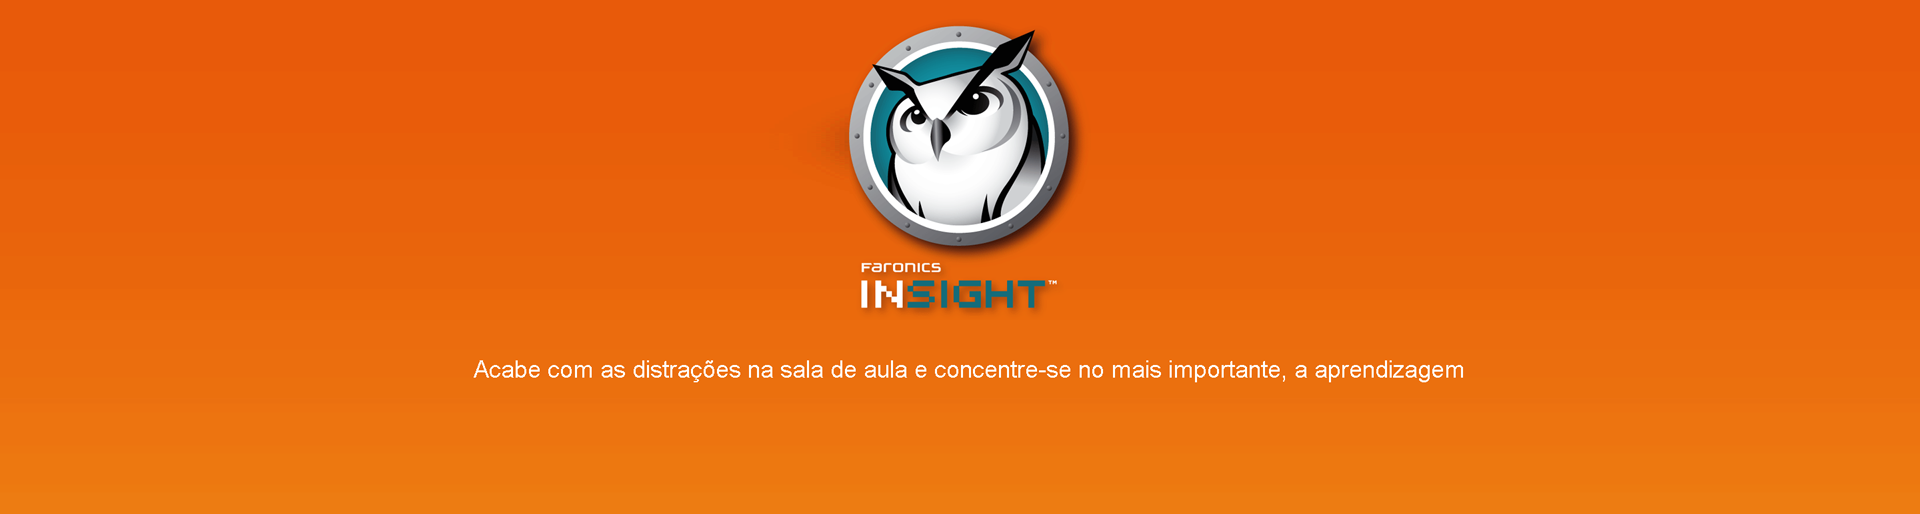 Faronics
INSIGHT™
Acabe com as distrações na sala de aula e concentre-se no mais importante, a aprendizagem